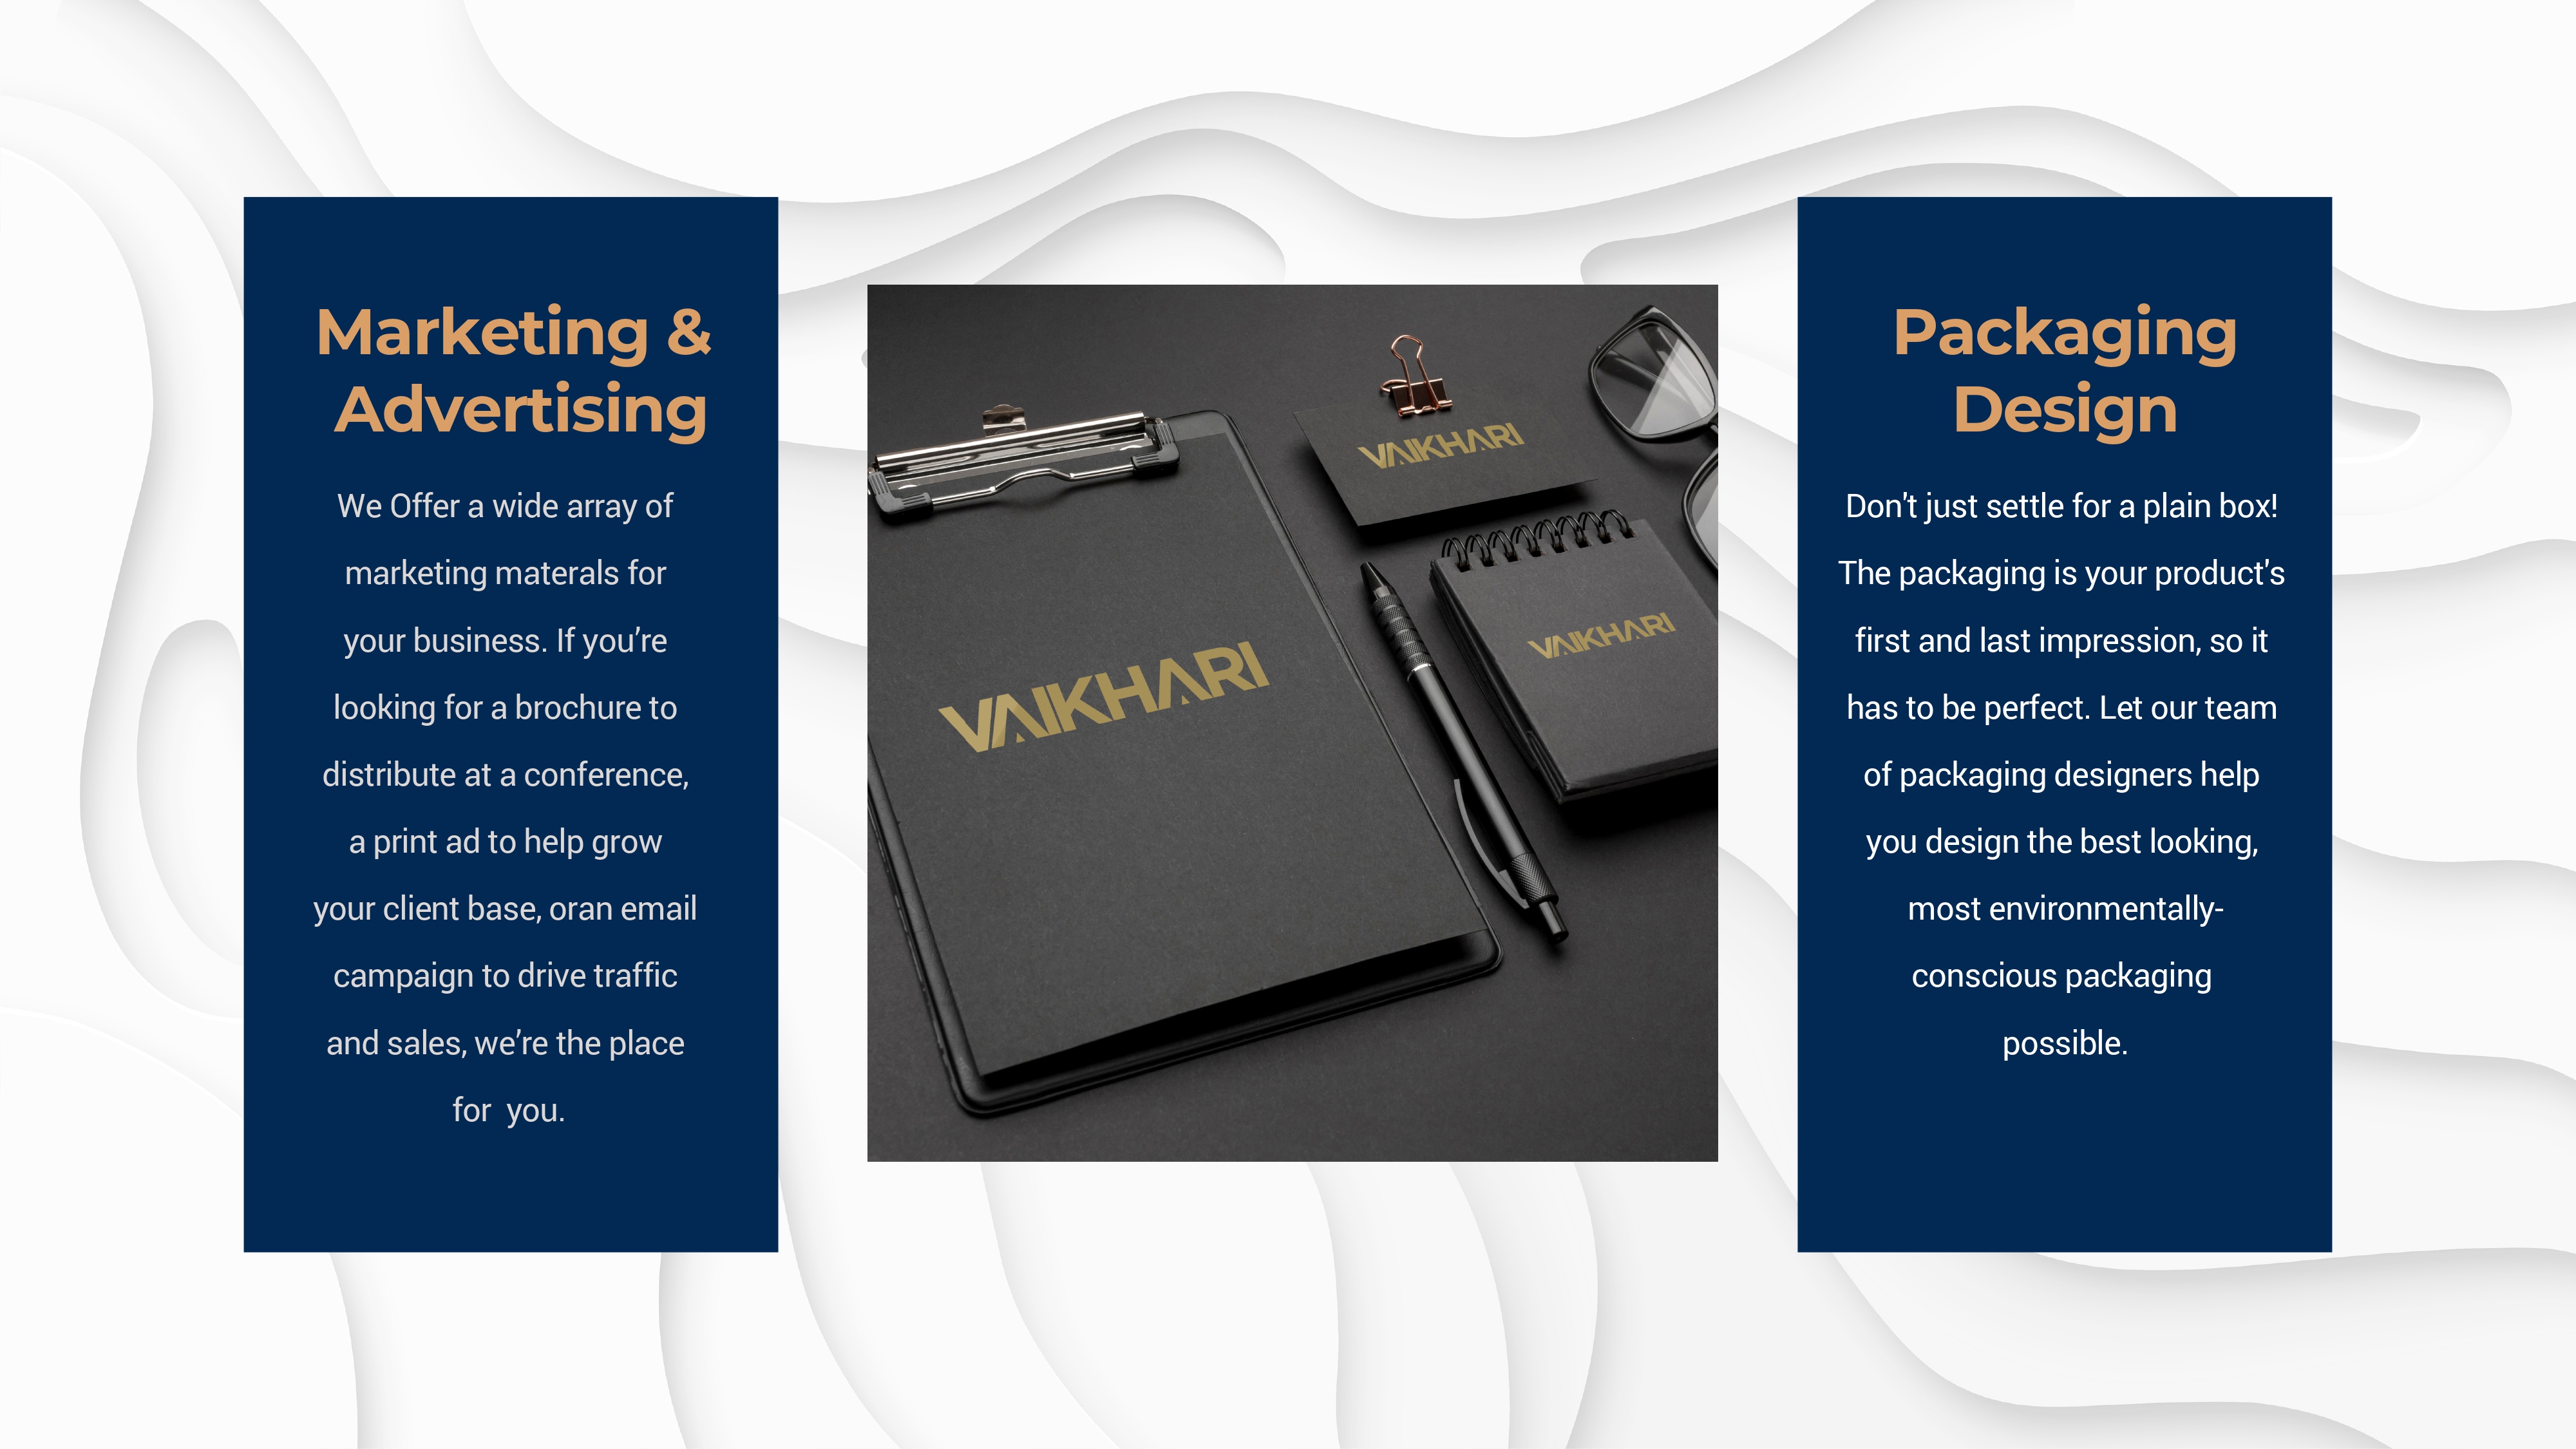 Marketing &
Advertising
We Offer a wide array of
marketing materals for
your business. If you’re
looking for a brochure to
distribute at a conference,
a print ad to help grow
your client base, oran email
campaign to drive traffic
and sales, we’re the place
for  you.
VAIKHARI
VAIKHARI
VAIKHARI
Packaging
Design
Don't just settle for a plain box!
The packaging is your product's
first and last impression, so it
has to be perfect. Let our team
of packaging designers help
you design the best looking,
most environmentally-
conscious packaging
possible.